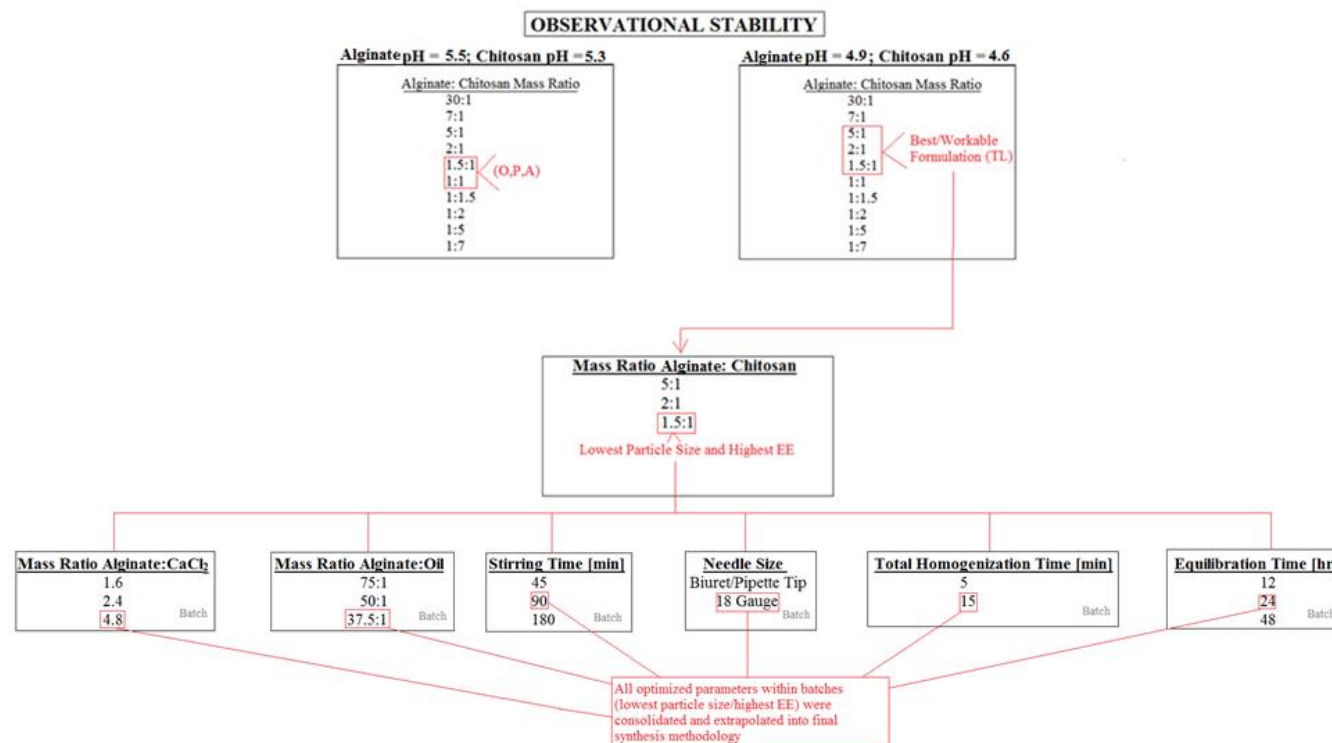 OBSERVATIONAL STABILITY
Alginate pH = 5.5; Chitosan pH =5.3
Alginate: Chitosan Mass Ratio
30:1
7:1
5:1
2:1
1.5:1
1:1
1:1.5
1:2
1:5
1:7
(O,P,A)
Alginate pH = 4.9; Chitosan pH = 4.6
Alginate: Chitosan Mass Ratio
30:1
7:1
5:1
2:1
1.5:1
1:1
1:1.5
1:2
1:5
1:7
Best/Workable
Formulation (TL)
Mass Ratio Alginate: Chitosan
5:1
2:1
1.5:1
Lowest Particle Size and Highest EE
Mass Ratio Alginate:CaCl₂
1.6
2.4
4.8
Batch
Mass Ratio Alginate:Oil
75:1
50:1
37.5:1
Batch
Stirring Time [min]
45
90
180
Batch
Needle Size
Biuret/Pipette Tip
18 Gauge
Batch
Total Homogenization Time [min]
5
15
Batch
Equilibration Time [hr
12
24
48
Batch
All optimized parameters within batches
(lowest particle size/highest EE) were
consolidated and extrapolated into final
synthesis methodology